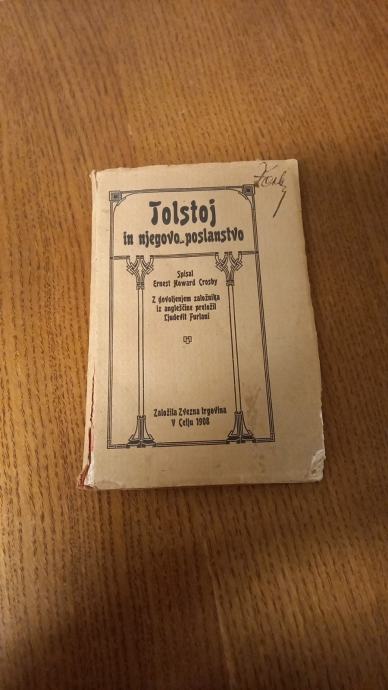 Tolstoj
in njegovo poslanstvo
Spisal
Ernest Howard Crosby
Z dovoljenjem založnika
iz angleščine preložil
Ljudevit Furlani
Založila Zvezna trgovina
V Celju 1908